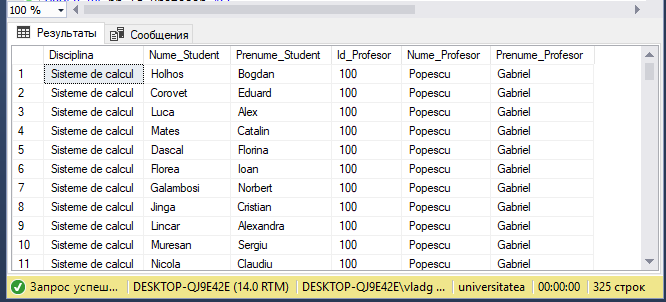 100 %
Результаты Сообщения
Disciplina Nume_Student Prenume_Student Id_Profesor Nume_Profesor Prenume_Profesor
1 Sisteme de calcul Holhos Bogdan 100 Popescu Gabriel
2 Sisteme de calcul Corovet Eduard 100 Popescu Gabriel
3 Sisteme de calcul Luca Alex 100 Popescu Gabriel
4 Sisteme de calcul Mates Catalin 100 Popescu Gabriel
5 Sisteme de calcul Dascal Florina 100 Popescu Gabriel
6 Sisteme de calcul Florea Ioan 100 Popescu Gabriel
7 Sisteme de calcul Galambosi Norbert 100 Popescu Gabriel
8 Sisteme de calcul Jinga Cristian 100 Popescu Gabriel
9 Sisteme de calcul Lincar Alexandra 100 Popescu Gabriel
10 Sisteme de calcul Muresan Sergiu 100 Popescu Gabriel
11 Sisteme de calcul Nicola Claudiu 100 Popescu Gabriel
Запрос успеш... DESKTOP-QJ9E42E (14.0 RTM) DESKTOP-QJ9E42E\vladg ... universitatea 00:00:00 325 строк